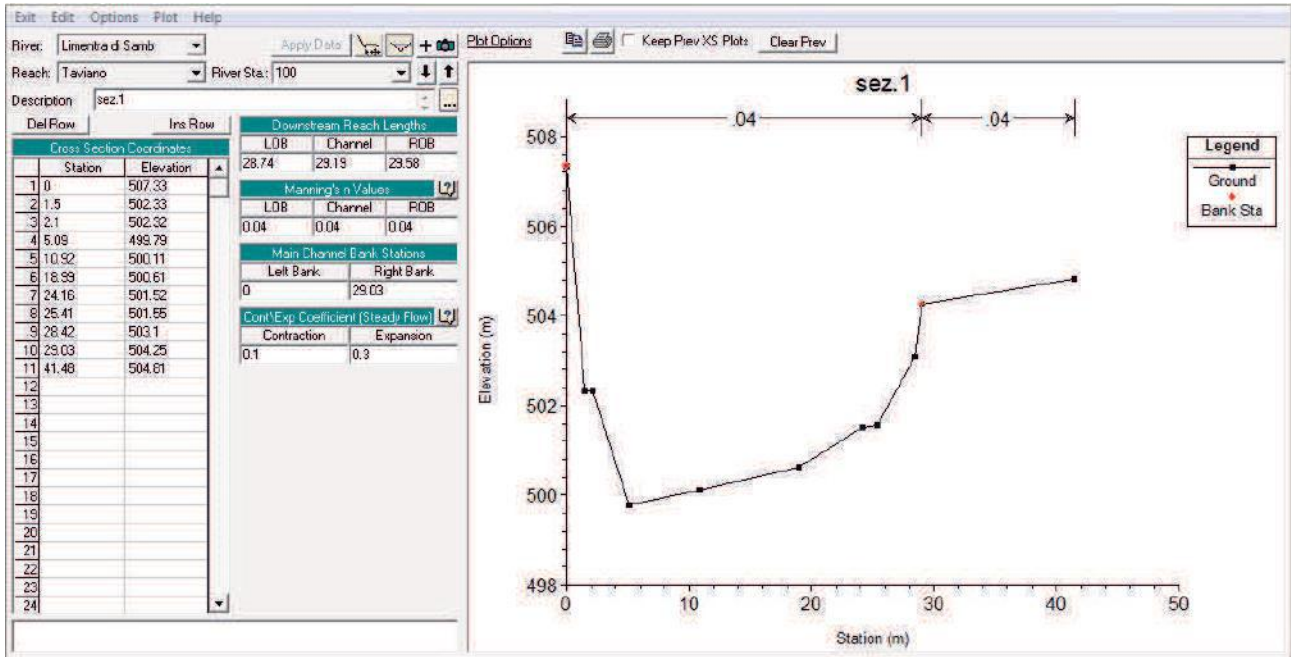 Exit Edit Options Plot Help
River: Limentra di Samb Apply Data + Plot Options Keep Prev XS Plots Clear Prev
Reach: Taviano River Sta.: 100
Description sez.1 ...
Del Row Ins Row
Cross Section Coordinates
Station Elevation
1 0 507.33
2 1.5 502.33
3 2.1 502.32
4 5.09 499.79
5 10.92 500.11
6 18.99 500.61
7 24.16 501.52
8 25.41 501.55
9 28.42 503.1
10 29.03 504.25
11 41.48 504.81
12
13
14
15
16
17
18
19
20
21
22
23
24
Downstream Reach Lengths
LOB Channel ROB
28.74 29.19 29.58
Manning's n Values ?
LOB Channel ROB
0.04 0.04 0.04
Main Channel Bank Stations
Left Bank Right Bank
0 29.03
Cont\Exp Coefficient (Steady Flow) ?
Contraction Expansion
0.1 0.3
sez.1
.04 .04
508
506
504
502
500
498
Elevation (m)
0 10 20 30 40 50
Station (m)
Legend
Ground
Bank Sta